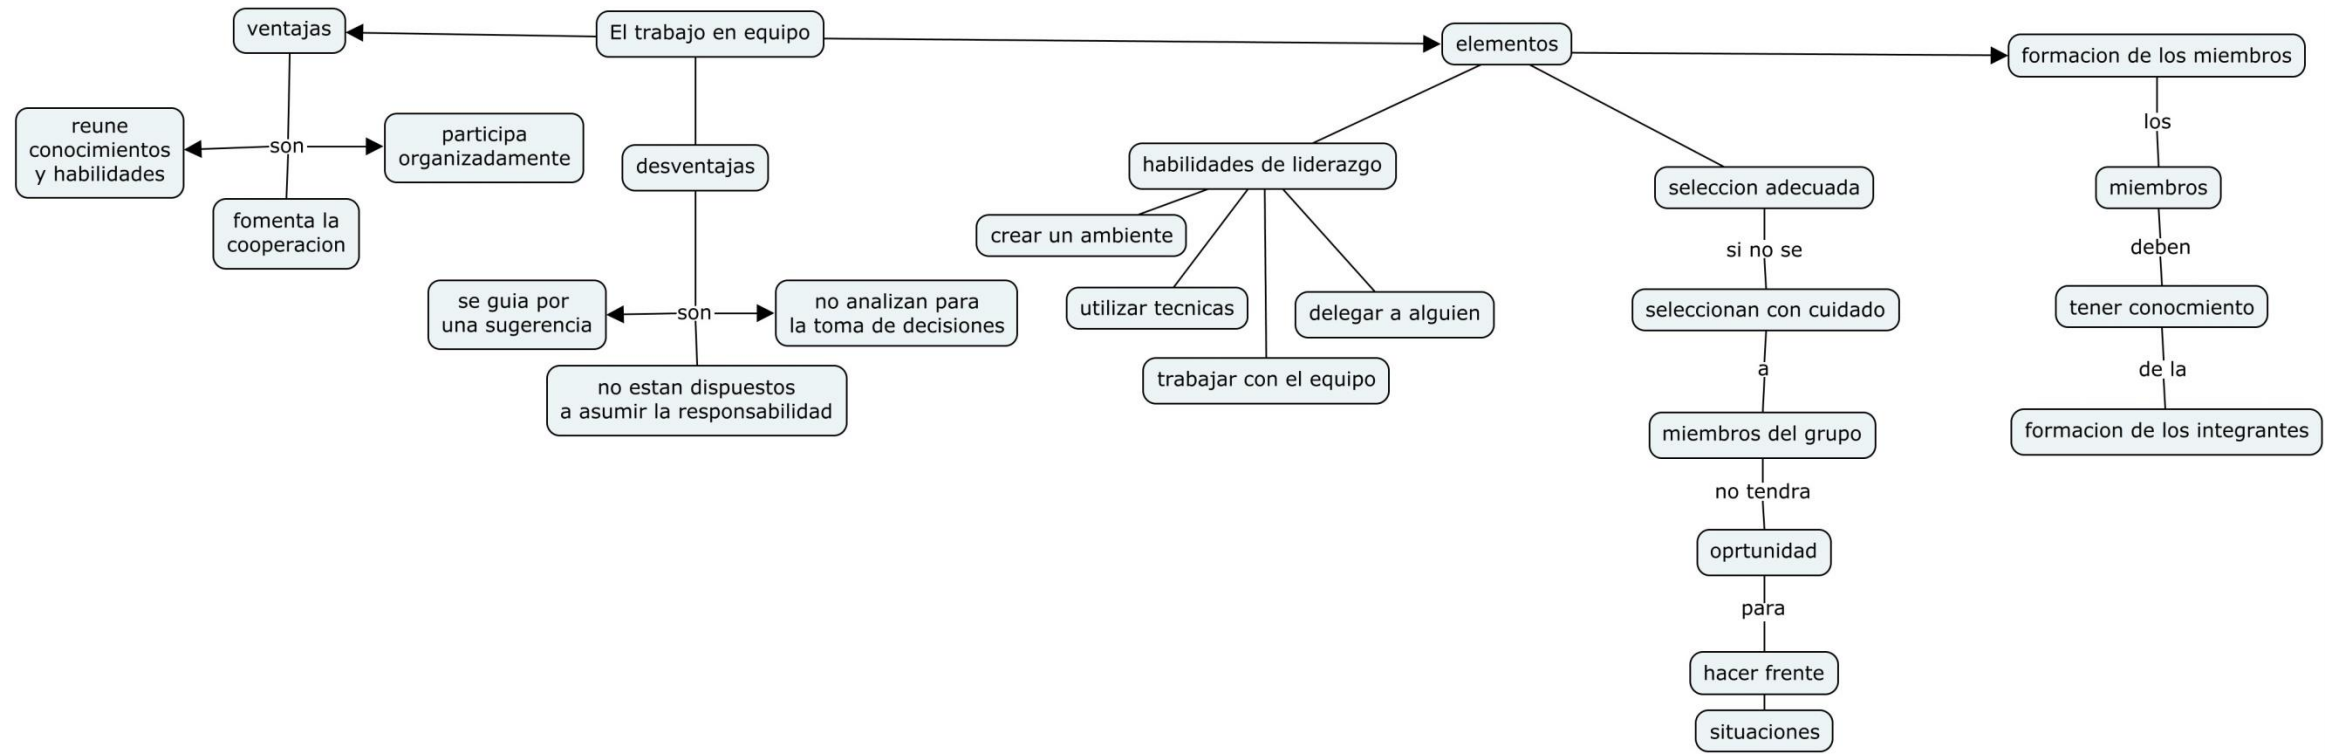 ventajas
El trabajo en equipo
elementos
formacion de los miembros
reune
conocimientos
y habilidades
son
participa
organizadamente
fomenta la
cooperacion
desventajas
se guia por
una sugerencia
son
no analizan para
la toma de decisiones
no estan dispuestos
a asumir la responsabilidad
habilidades de liderazgo
crear un ambiente
utilizar tecnicas
delegar a alguien
trabajar con el equipo
seleccion adecuada
si no se
seleccionan con cuidado
a
miembros del grupo
no tendra
oprtunidad
para
hacer frente
situaciones
los
miembros
deben
tener conocmiento
de la
formacion de los integrantes